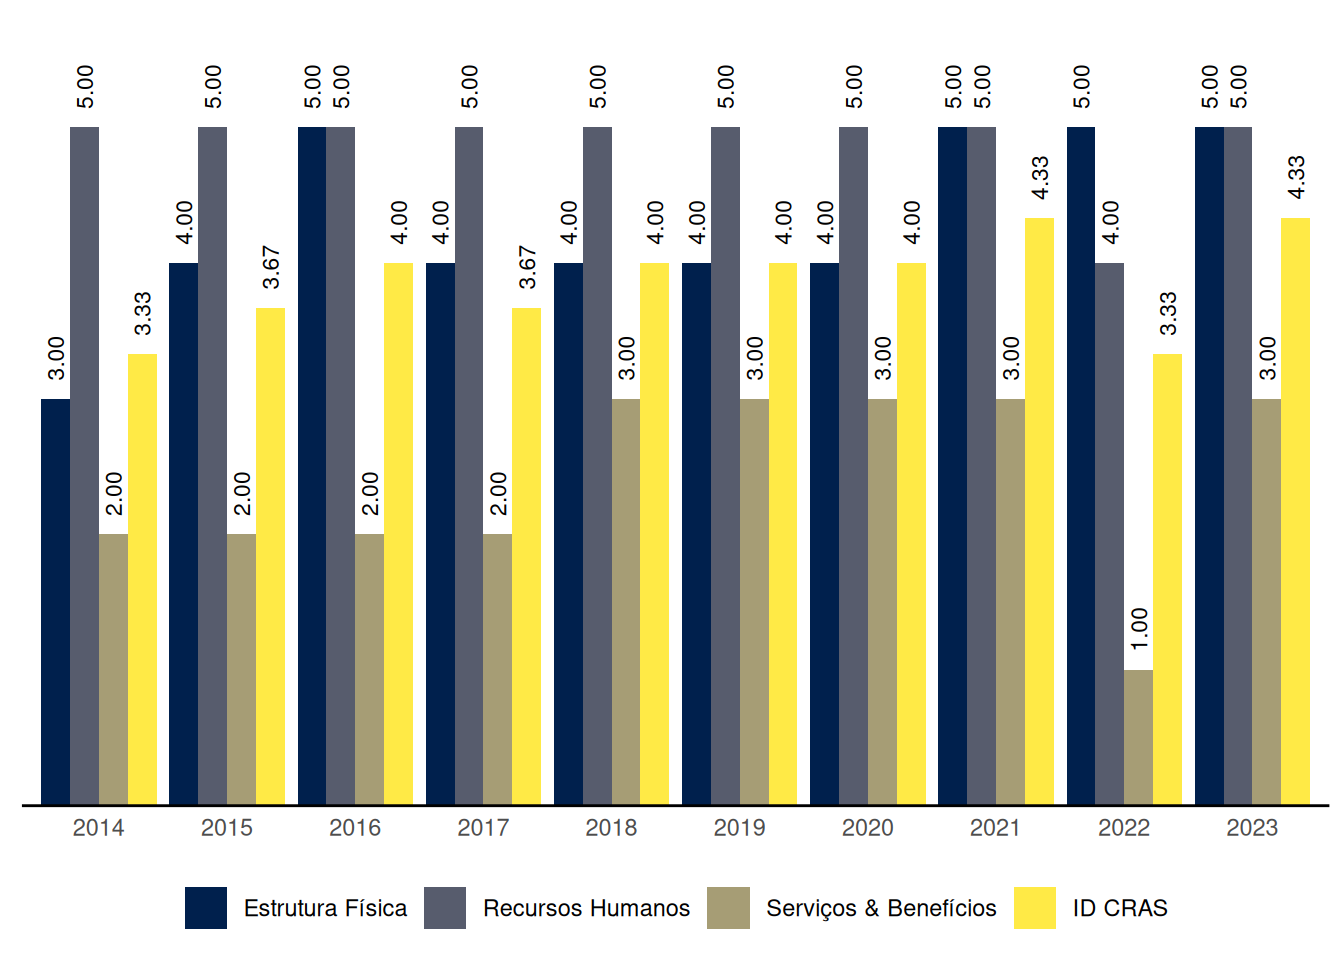 5.00 5.00 5.00 5.00 5.00 5.00 5.00 5.00 5.00 5.00 5.00 5.00 5.00
4.33 4.33
4.00 4.00 4.00 4.00 4.00 4.00 4.00 4.00 4.00 4.00
3.67 3.67
3.33 3.33
3.00 3.00 3.00 3.00 3.00 3.00
2.00 2.00 2.00 2.00
1.00
2014 2015 2016 2017 2018 2019 2020 2021 2022 2023
Estrutura Física Recursos Humanos Serviços & Benefícios ID CRAS